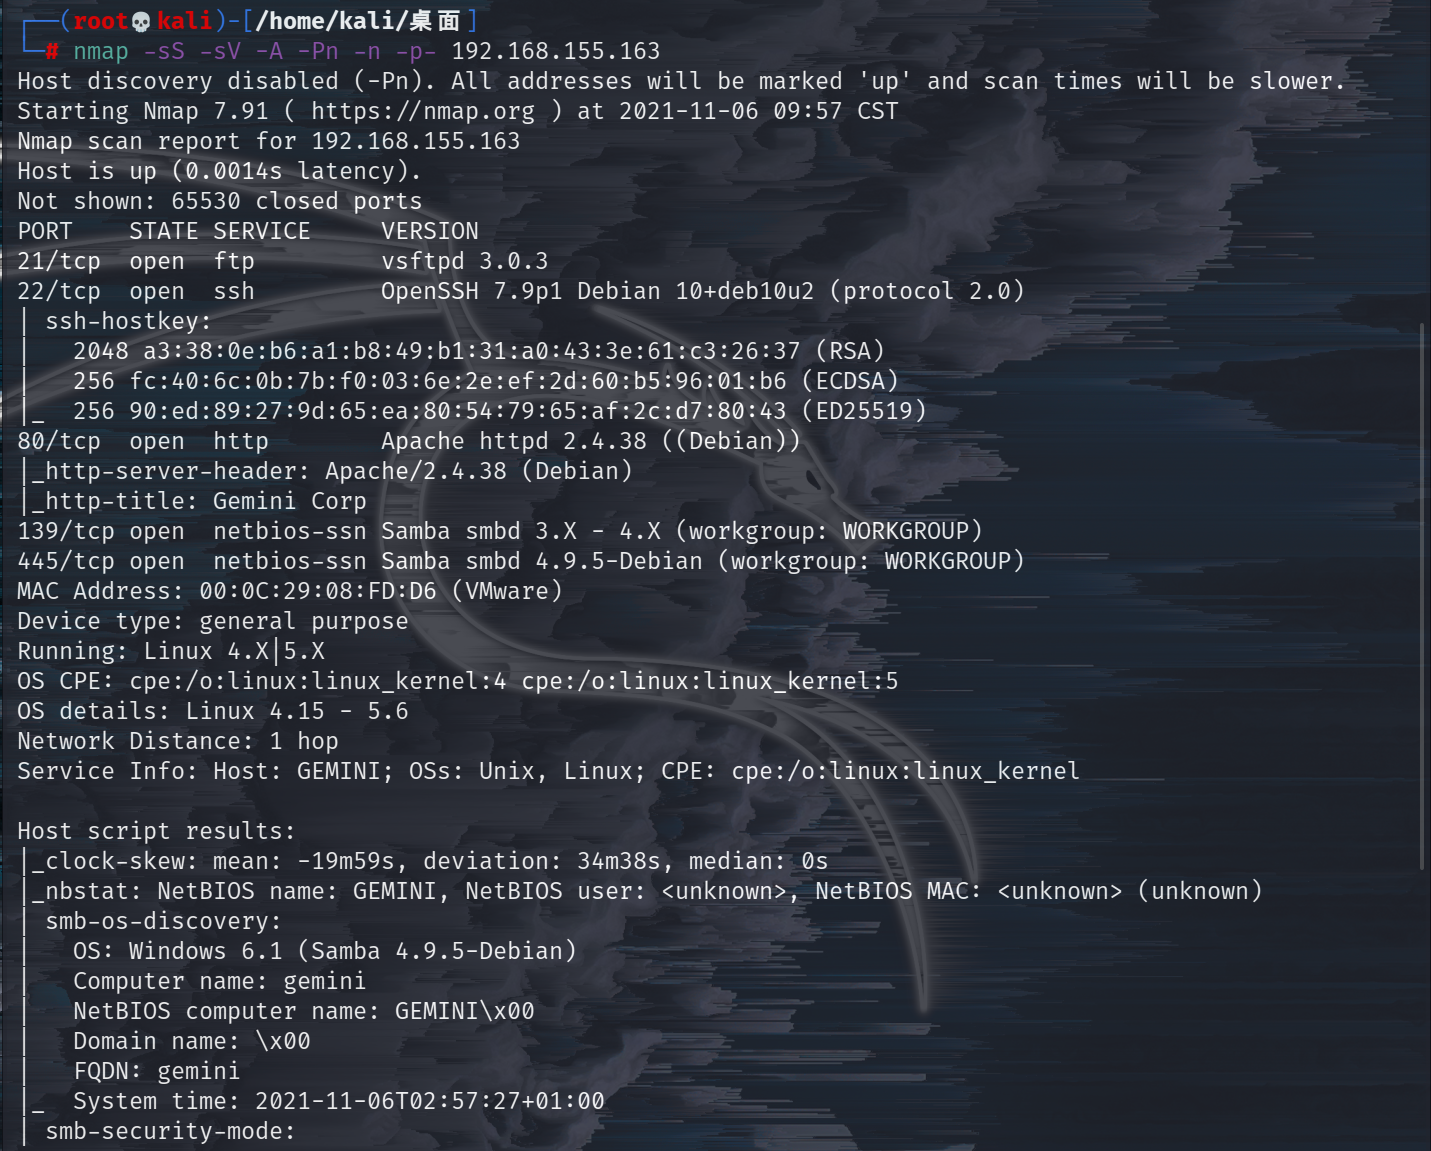 ┌──(root💀kali)-[/home/kali/桌面]
└─# nmap -sS -sV -A -Pn -n -p- 192.168.155.163
Host discovery disabled (-Pn). All addresses will be marked 'up' and scan times will be slower.
Starting Nmap 7.91 ( https://nmap.org ) at 2021-11-06 09:57 CST
Nmap scan report for 192.168.155.163
Host is up (0.0014s latency).
Not shown: 65530 closed ports
PORT    STATE SERVICE     VERSION
21/tcp  open  ftp         vsftpd 3.0.3
22/tcp  open  ssh         OpenSSH 7.9p1 Debian 10+deb10u2 (protocol 2.0)
| ssh-hostkey:
|   2048 a3:38:0e:b6:a1:b8:49:b1:31:a0:43:3e:61:c3:26:37 (RSA)
|   256 fc:40:6c:0b:7b:f0:03:6e:2e:ef:2d:60:b5:96:01:b6 (ECDSA)
|_  256 90:ed:89:27:9d:65:ea:80:54:79:65:af:2c:d7:80:43 (ED25519)
80/tcp  open  http        Apache httpd 2.4.38 ((Debian))
|_http-server-header: Apache/2.4.38 (Debian)
|_http-title: Gemini Corp
139/tcp open  netbios-ssn Samba smbd 3.X - 4.X (workgroup: WORKGROUP)
445/tcp open  netbios-ssn Samba smbd 4.9.5-Debian (workgroup: WORKGROUP)
MAC Address: 00:0C:29:08:FD:D6 (VMware)
Device type: general purpose
Running: Linux 4.X|5.X
OS CPE: cpe:/o:linux:linux_kernel:4 cpe:/o:linux:linux_kernel:5
OS details: Linux 4.15 - 5.6
Network Distance: 1 hop
Service Info: Host: GEMINI; OSs: Unix, Linux; CPE: cpe:/o:linux:linux_kernel
Host script results:
|_clock-skew: mean: -19m59s, deviation: 34m38s, median: 0s
|_nbstat: NetBIOS name: GEMINI, NetBIOS user: <unknown>, NetBIOS MAC: <unknown> (unknown)
| smb-os-discovery:
|   OS: Windows 6.1 (Samba 4.9.5-Debian)
|   Computer name: gemini
|   NetBIOS computer name: GEMINI\x00
|   Domain name: \x00
|   FQDN: gemini
|_  System time: 2021-11-06T02:57:27+01:00
| smb-security-mode: